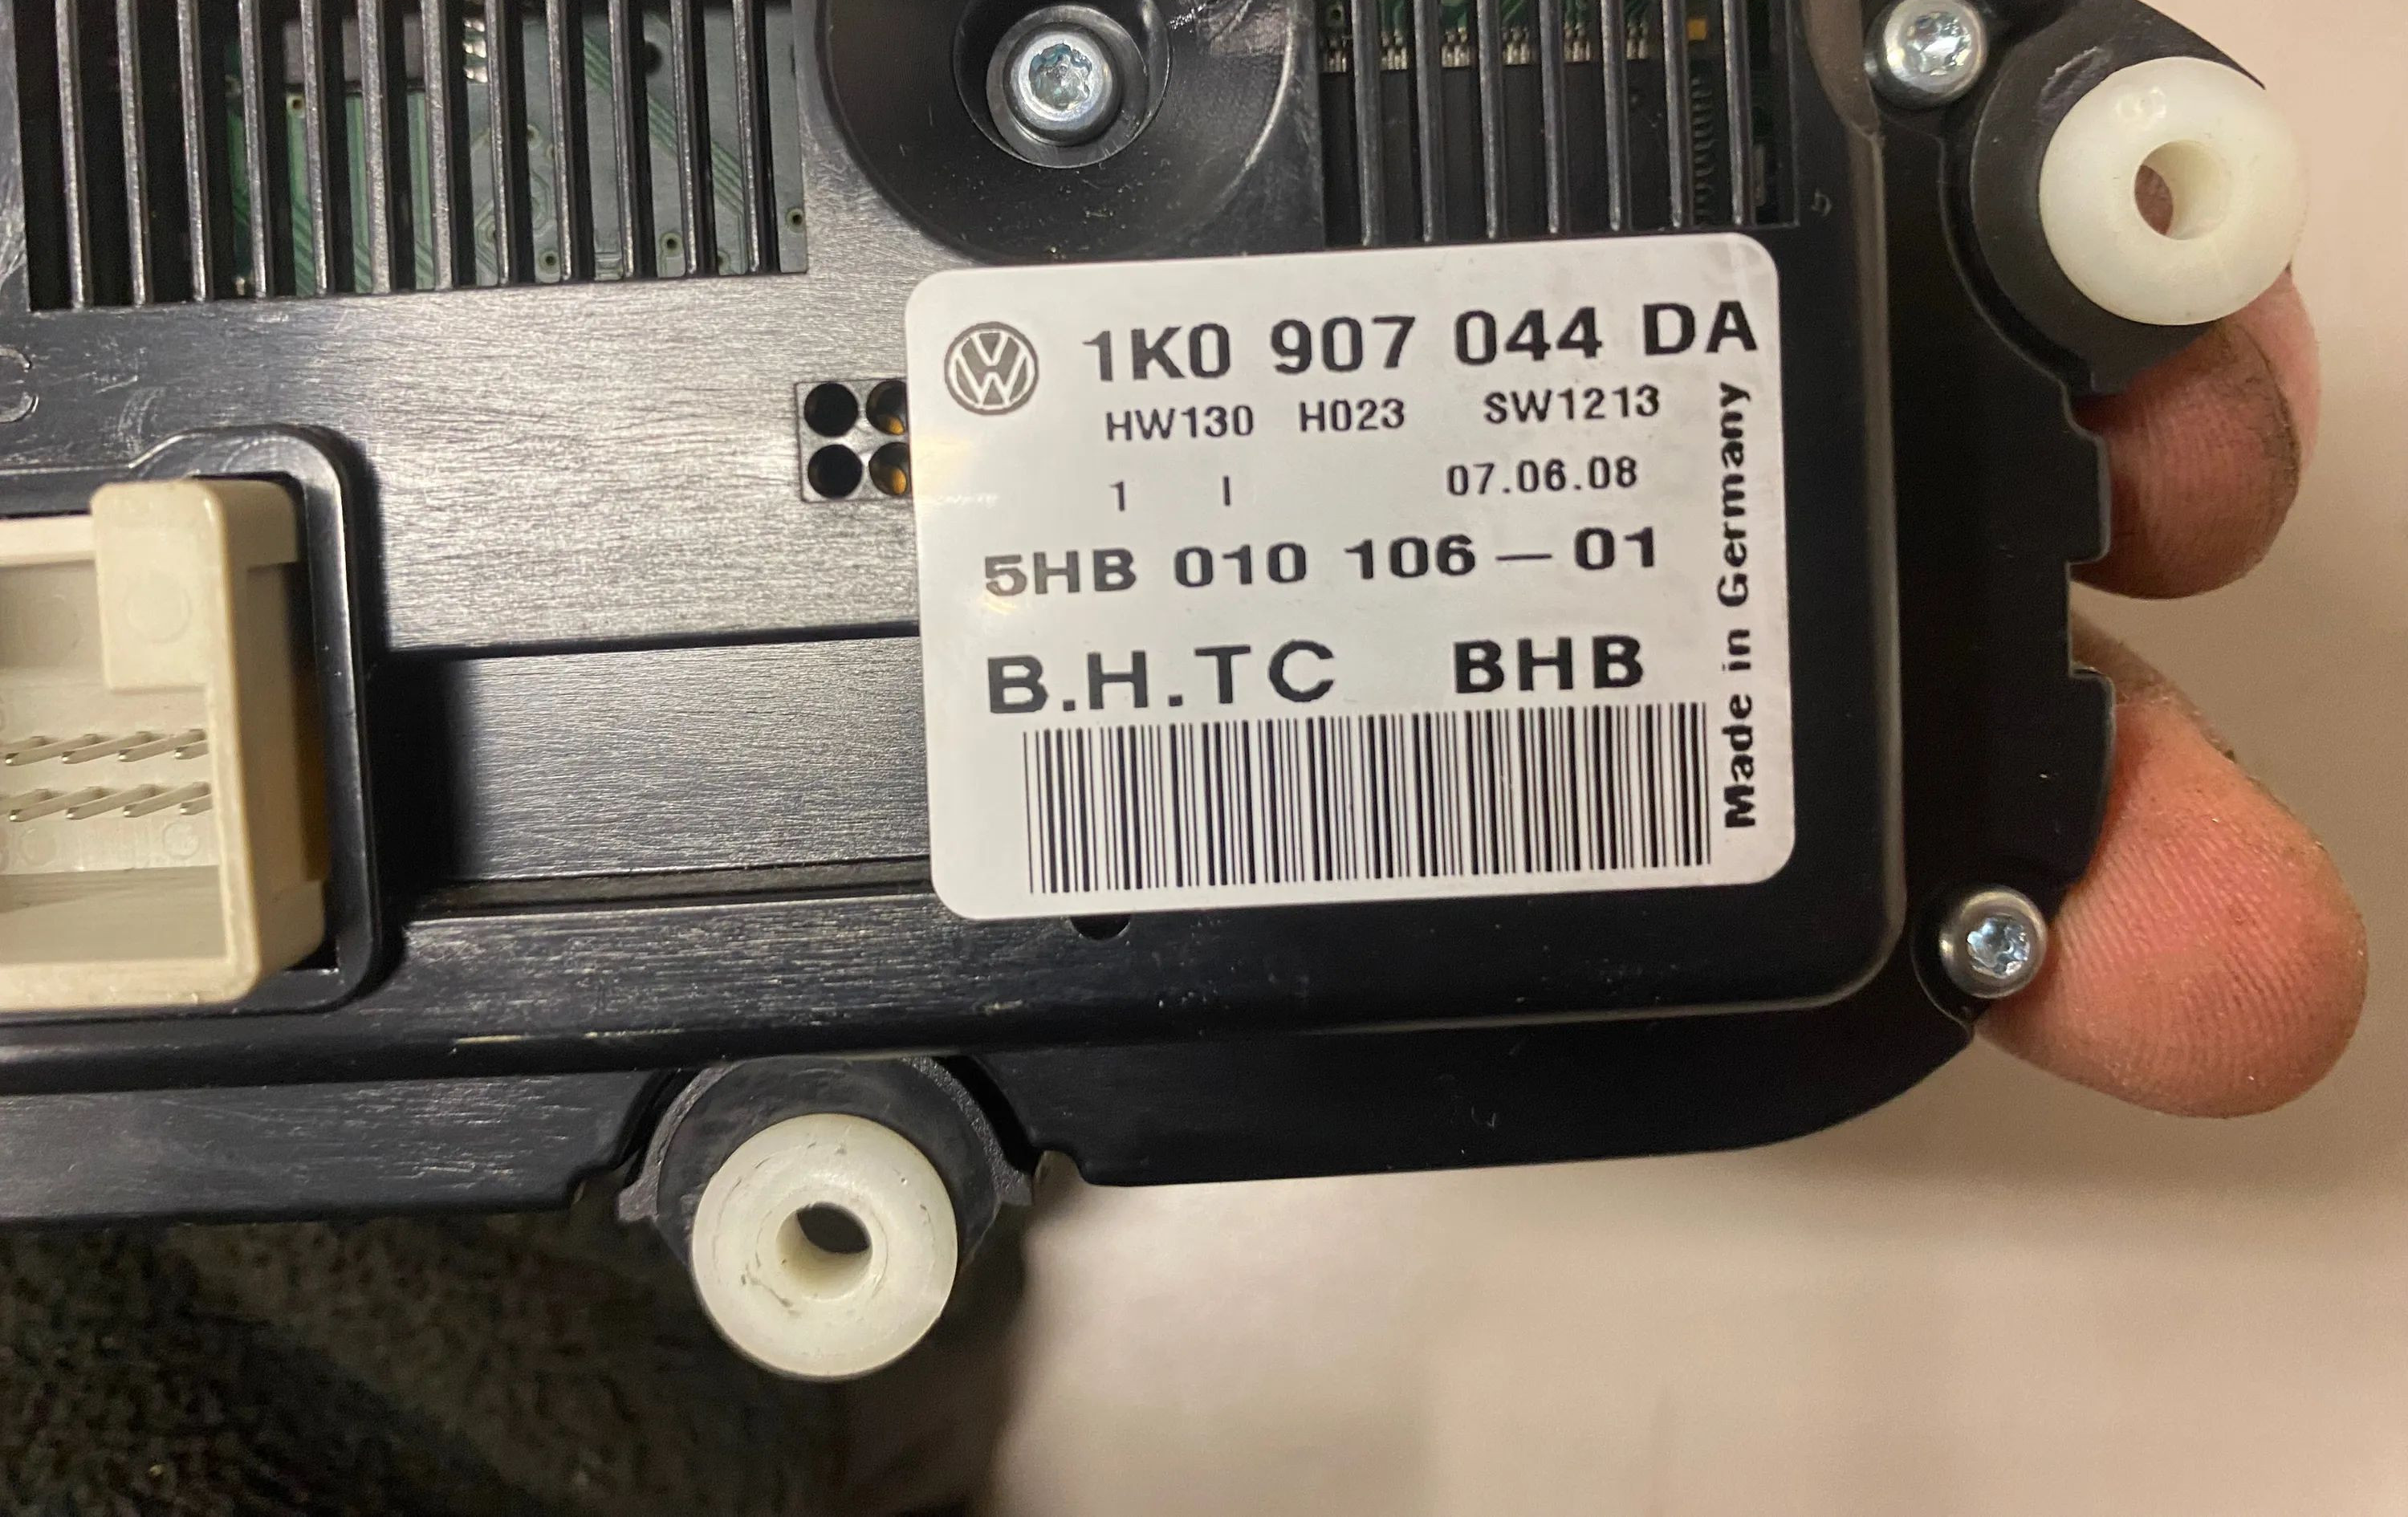 1K0 907 044 DA
HW130 H023 SW1213
1 I 07.06.08
5HB 010 106 — 01
B.H.TC BHB
Made in Germany